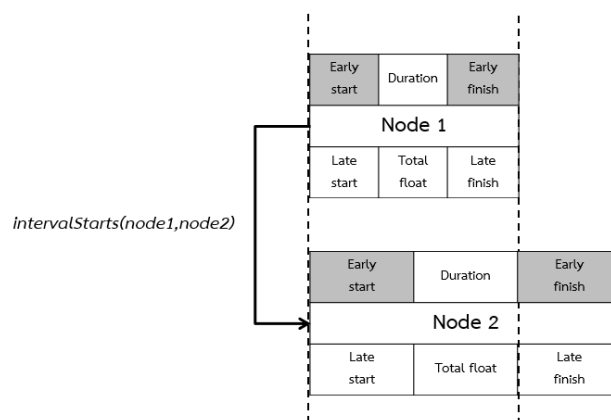 Early
start
Duration
Early
finish
Node 1
Late
start
Total
float
Late
finish
intervalStarts(node1,node2)
Early
start
Duration
Early
finish
Node 2
Late
start
Total float
Late
finish